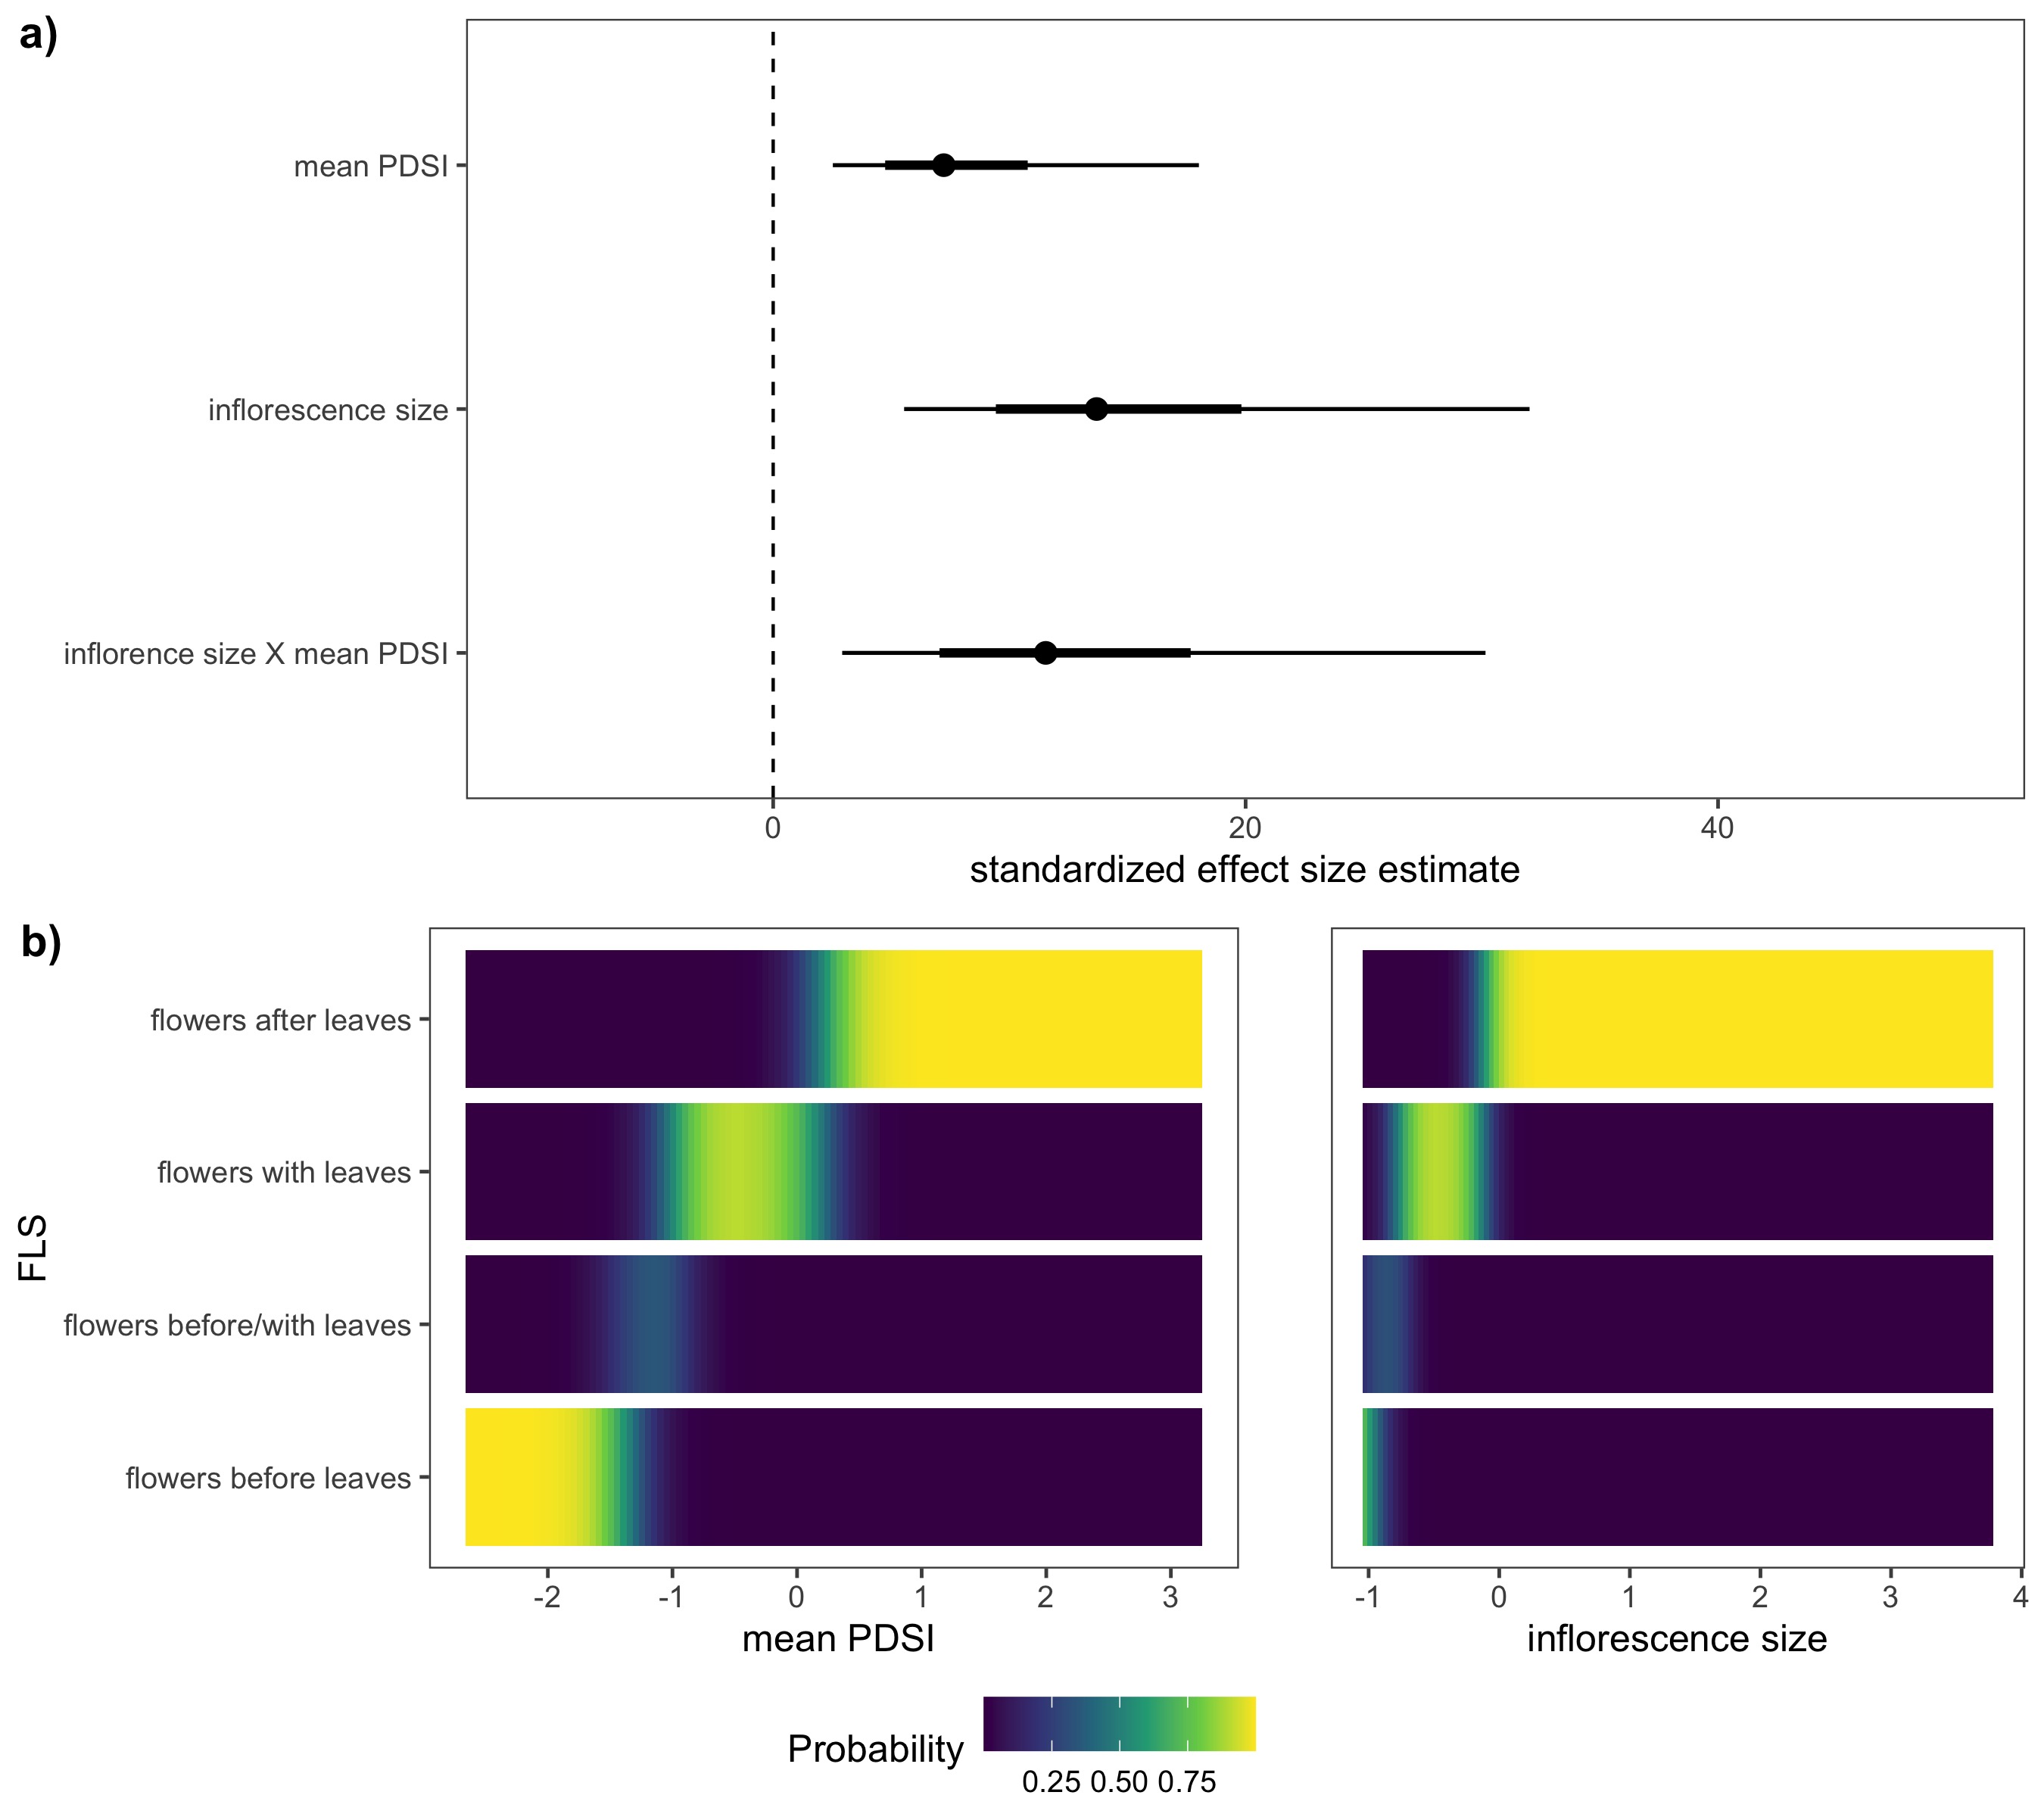 a)
mean PDSI
inflorescence size
inflorence size X mean PDSI
0 20 40
standardized effect size estimate
b)
FLS
flowers after leaves
flowers with leaves
flowers before/with leaves
flowers before leaves
-2 -1 0 1 2 3
mean PDSI
-1 0 1 2 3 4
inflorescence size
Probability
0.25 0.50 0.75